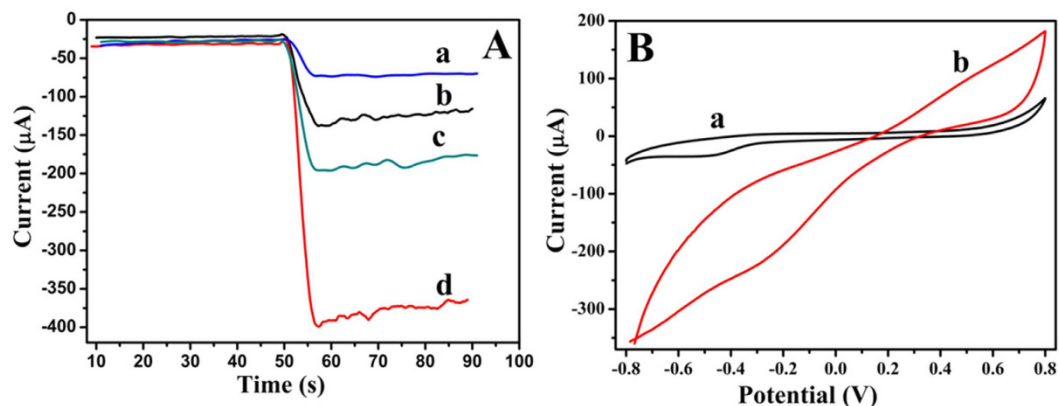 A
0
-50
-100
-150
-200
-250
-300
-350
-400
Current (μA)
a
b
c
d
10 20 30 40 50 60 70 80 90 100
Time (s)
B
200
100
0
-100
-200
-300
Current (μA)
a
b
-0.8 -0.6 -0.4 -0.2 0.0 0.2 0.4 0.6 0.8
Potential (V)